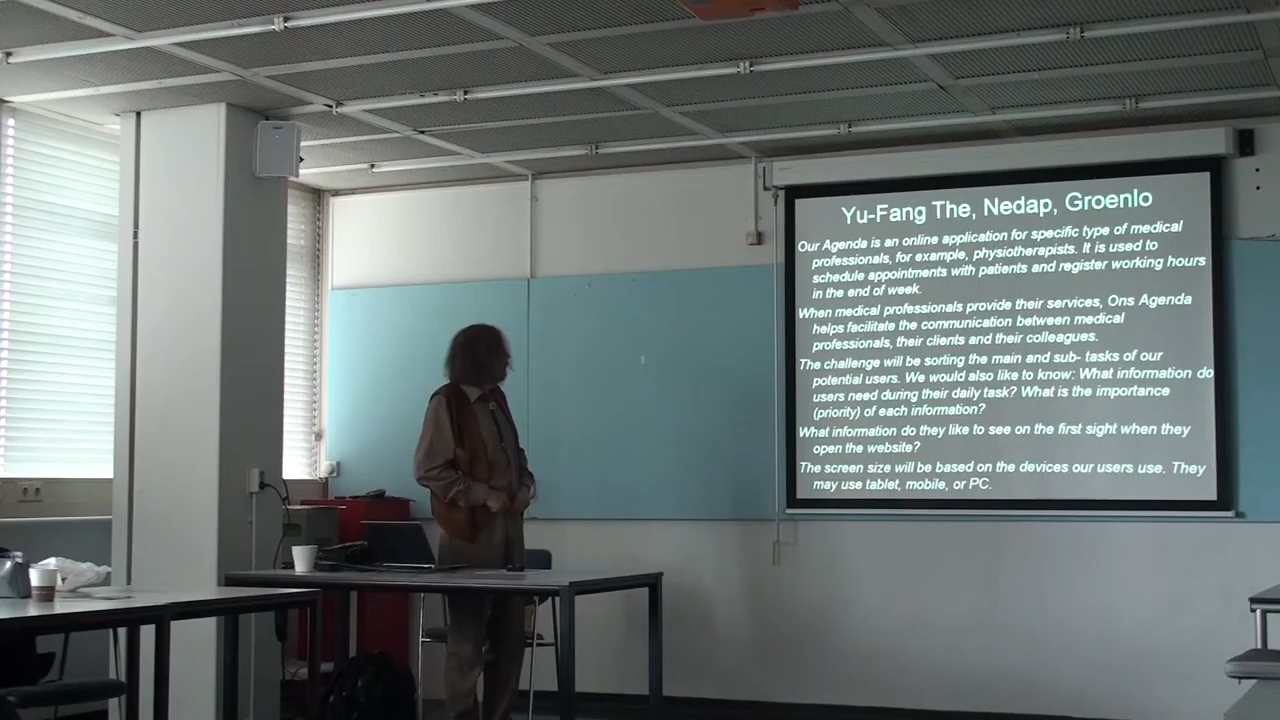 Yu-Fang The, Nedap, Groenlo
Our Agenda is an online application for specific type of medical
professionals, for example, physiotherapists. It is used to
schedule appointments with patients and register working hours
in the end of week.
When medical professionals provide their services, Ons Agenda
helps facilitate the communication between medical
professionals, their clients and their colleagues.
The challenge will be sorting the main and sub- tasks of our
potential users. We would also like to know: What information do
users need during their daily task? What is the importance
(priority) of each information?
What information do they like to see on the first sight when they
open the website?
The screen size will be based on the devices our users use. They
may use tablet, mobile, or PC.